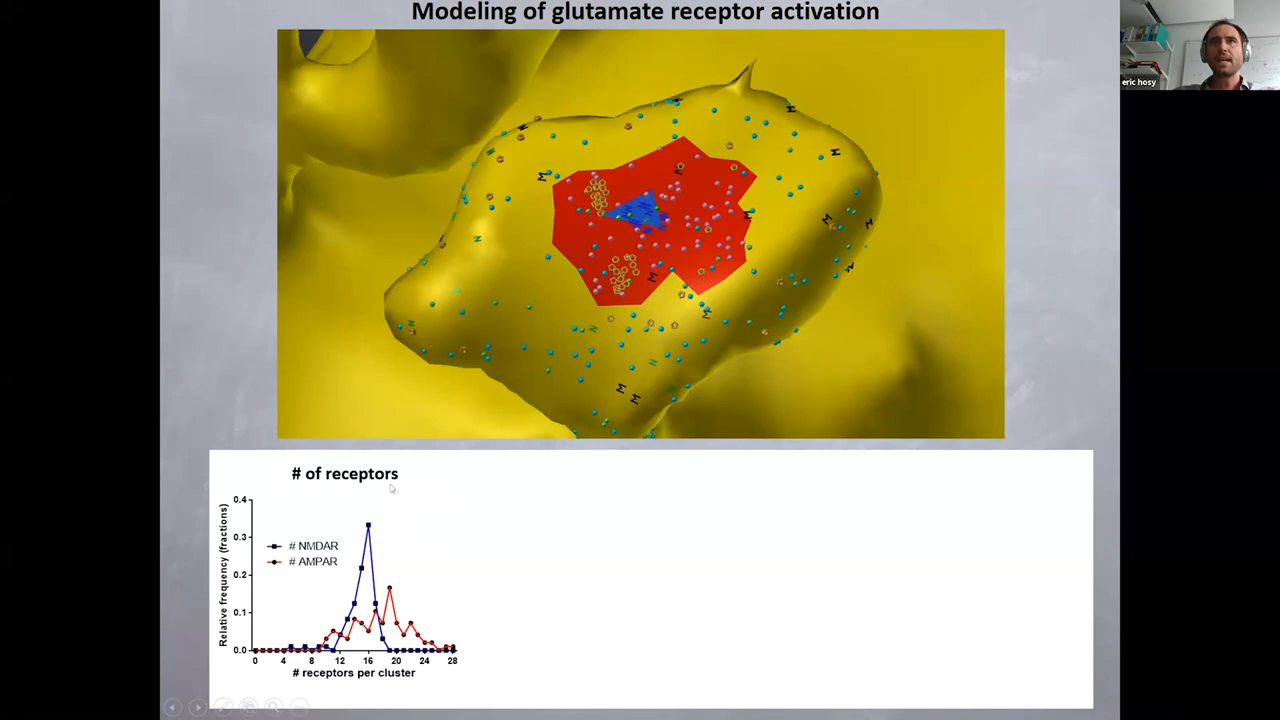 Modeling of glutamate receptor activation
eric hosy
# of receptors
Relative frequency (fractions)
0.4
0.3
0.2
0.1
0.0
# NMDAR
# AMPAR
0 4 8 12 16 20 24 28
# receptors per cluster